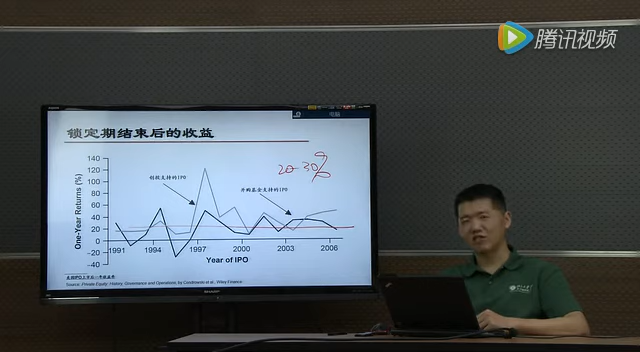 腾讯视频
电脑
锁定期结束后的收益
20-30%
创投支持的IPO
并购基金支持的IPO
One-Year Returns (%)
140
120
100
80
60
40
20
0
-20
-40
1991 1994 1997 2000 2003 2006
Year of IPO
Source: Private Equity: History, Governance and Operations, by Cendrowski et al., Wiley Finance
SHARP